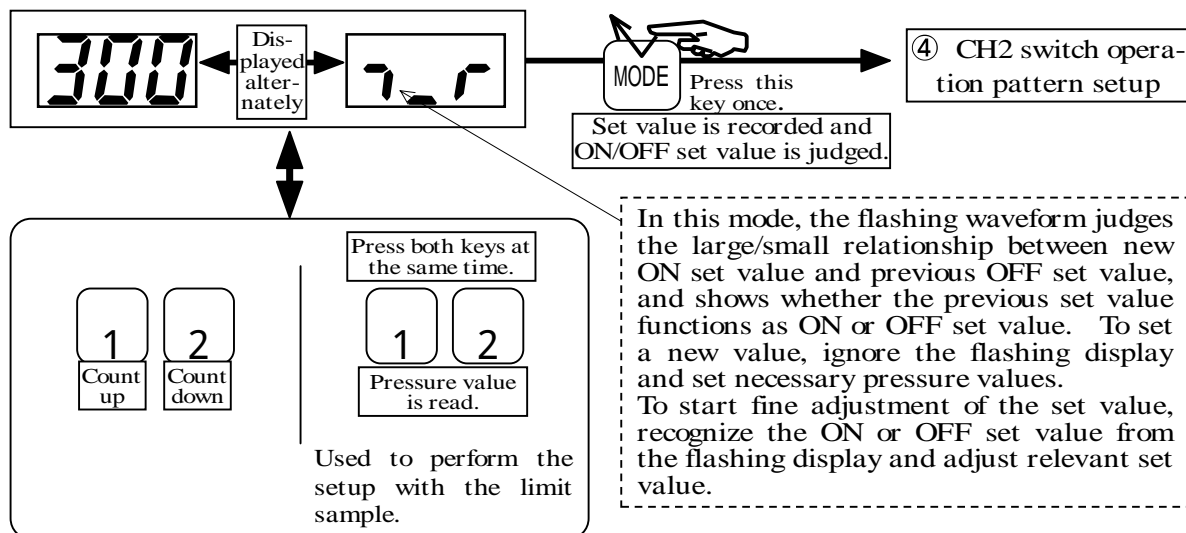 300
Dis-
played
alter-
nately
MODE
Press this
key once.
Set value is recorded and
ON/OFF set value is judged.
④ CH2 switch opera-
tion pattern setup
Press both keys at
the same time.
1
2
Count
up
Count
down
1
2
Pressure value
is read.
Used to perform the
setup with the limit
sample.
In this mode, the flashing waveform judges
the large/small relationship between new
ON set value and previous OFF set value,
and shows whether the previous set value
functions as ON or OFF set value. To set
a new value, ignore the flashing display
and set necessary pressure values.
To start fine adjustment of the set value,
recognize the ON or OFF set value from
the flashing display and adjust relevant set
value.